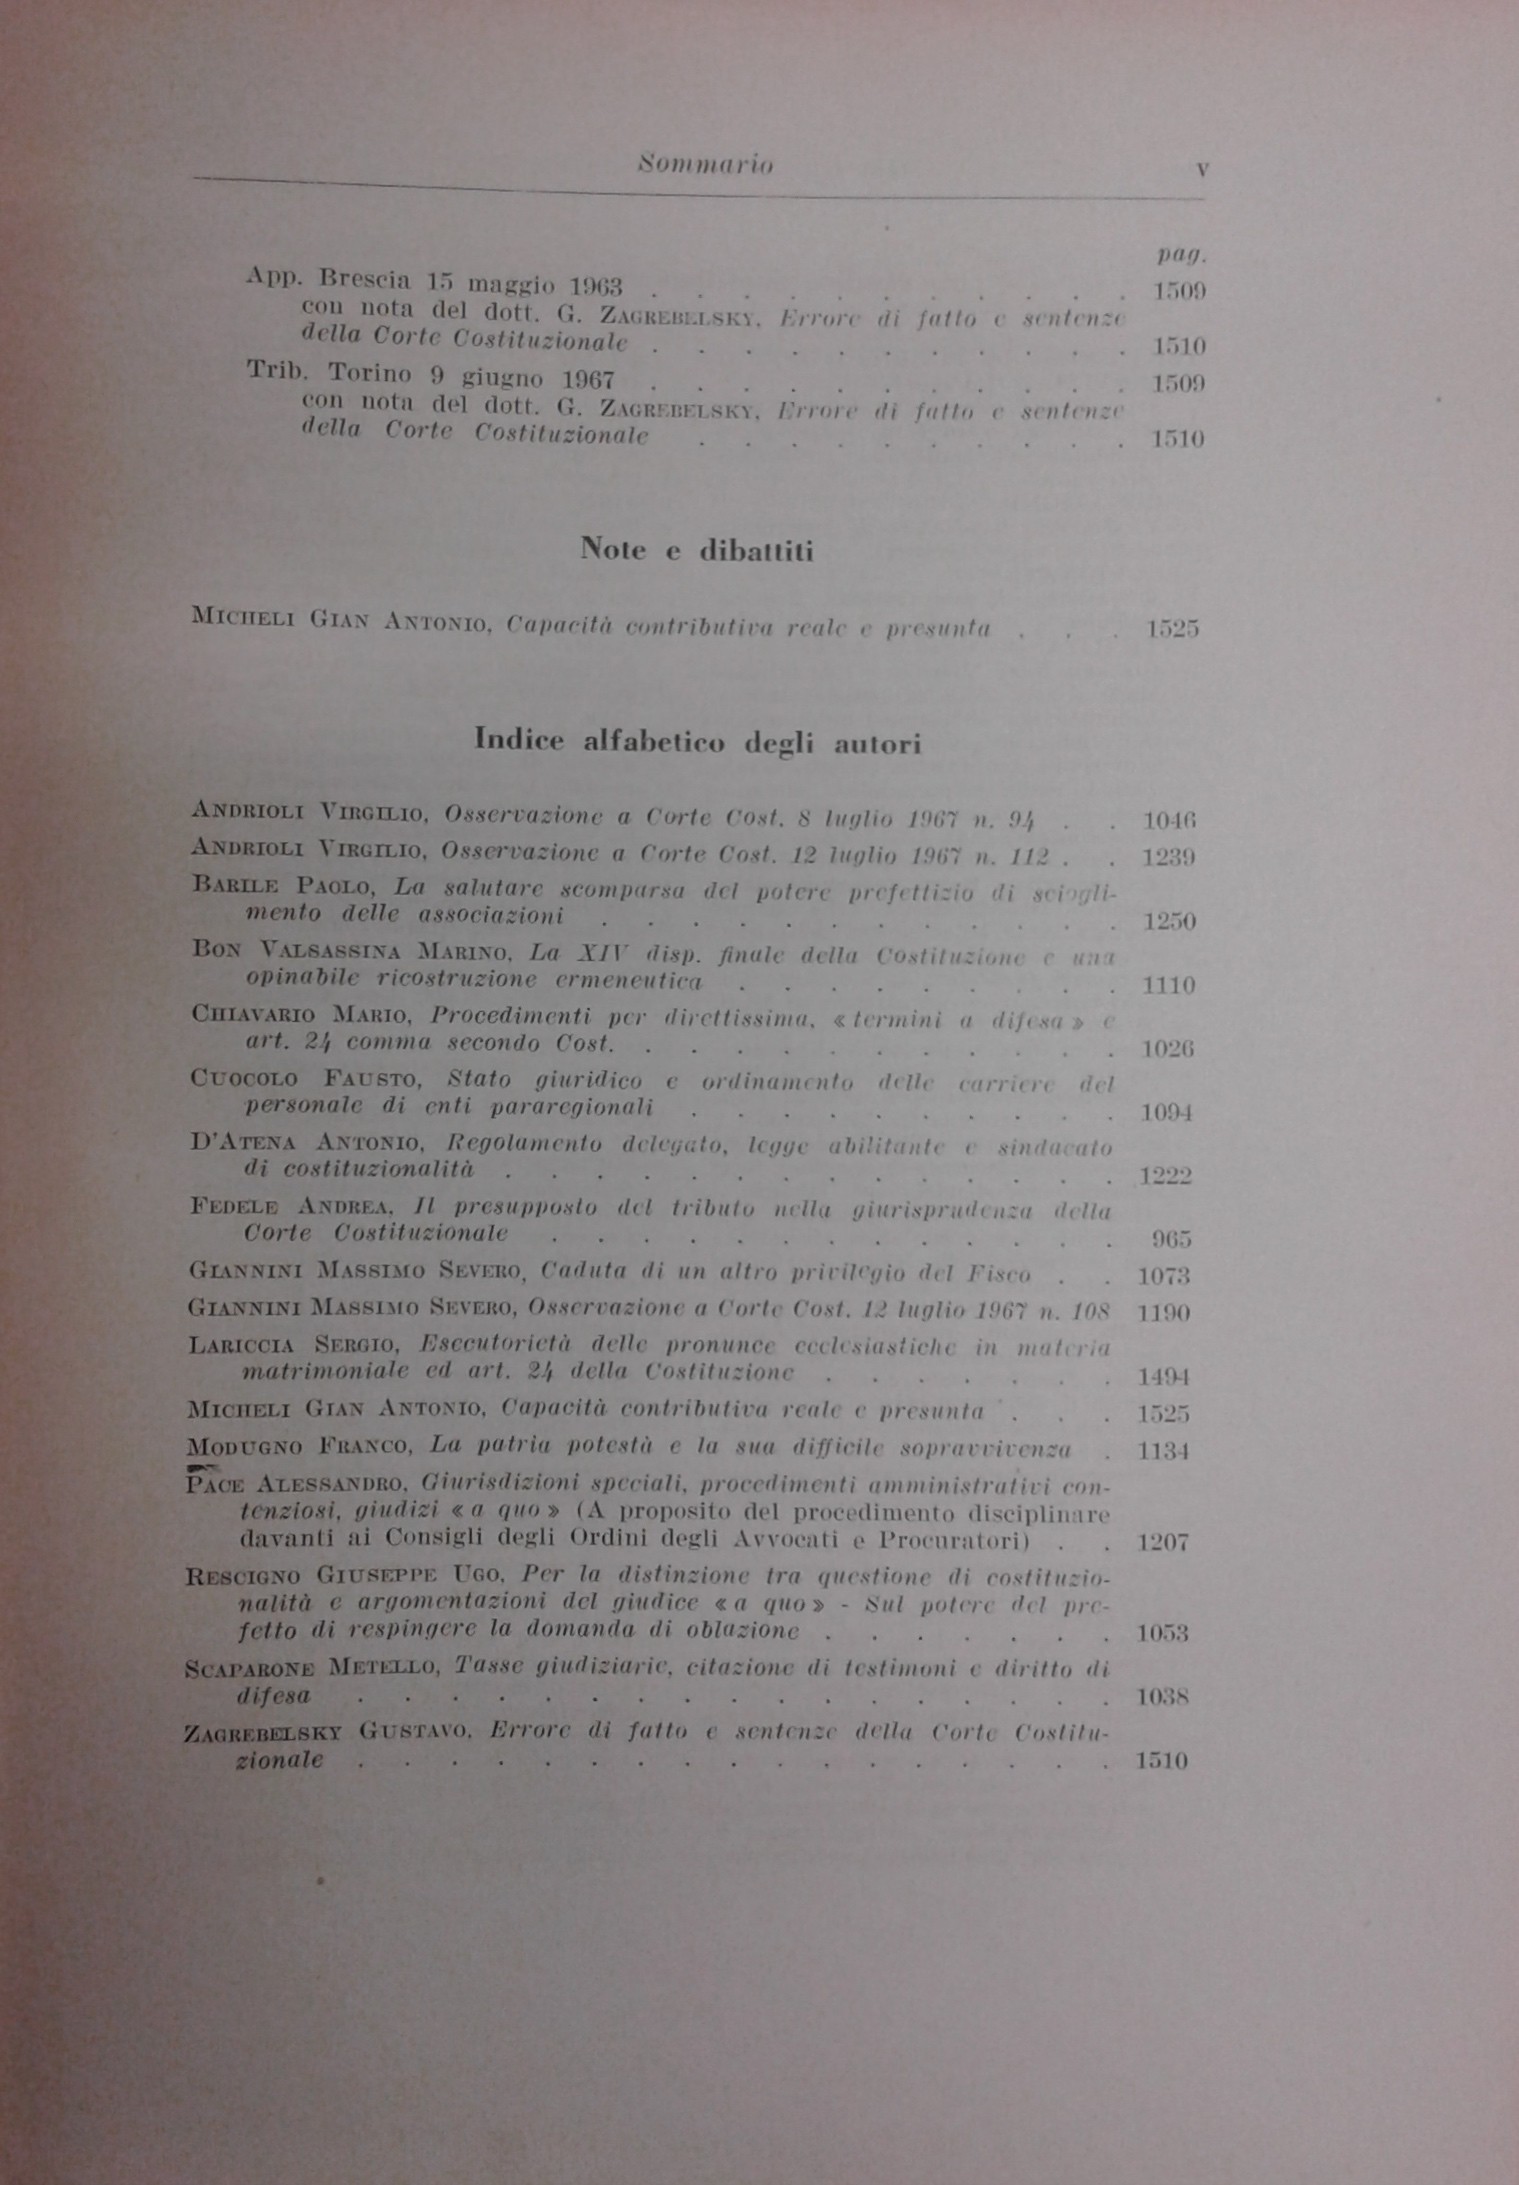 Sommario v
pag.
App. Brescia 15 maggio 1963 . . . . . . . . . . . 1509
con nota del dott. G. ZAGREBELSKY, Errore di fatto e sentenze
della Corte Costituzionale . . . . . . . . . . . 1510
Trib. Torino 9 giugno 1967 . . . . . . . . . . . 1509
con nota del dott. G. ZAGREBELSKY, Errore di fatto e sentenze
della Corte Costituzionale . . . . . . . . . . 1510
Note e dibattiti
MICHELI GIAN ANTONIO, Capacità contributiva reale e presunta . . . 1525
Indice alfabetico degli autori
ANDRIOLI VIRGILIO, Osservazione a Corte Cost. 8 luglio 1967 n. 94 . . 1046
ANDRIOLI VIRGILIO, Osservazione a Corte Cost. 12 luglio 1967 n. 112 . . 1239
BARILE PAOLO, La salutare scomparsa del potere prefettizio di sciogli-
mento delle associazioni . . . . . . . . . . . . 1250
BON VALSASSINA MARINO, La XIV disp. finale della Costituzione e una
opinabile ricostruzione ermeneutica . . . . . . . . . 1110
CHIAVARIO MARIO, Procedimenti per direttissima, « termini a difesa » e
art. 24 comma secondo Cost. . . . . . . . . . . . 1026
CUOCOLO FAUSTO, Stato giuridico e ordinamento delle carriere del
personale di enti pararegionali . . . . . . . . . . 1094
D'ATENA ANTONIO, Regolamento delegato, legge abilitante e sindacato
di costituzionalità . . . . . . . . . . . . . . 1222
FEDELE ANDREA, Il presupposto del tributo nella giurisprudenza della
Corte Costituzionale . . . . . . . . . . . . . 965
GIANNINI MASSIMO SEVERO, Caduta di un altro privilegio del Fisco . . 1073
GIANNINI MASSIMO SEVERO, Osservazione a Corte Cost. 12 luglio 1967 n. 108 1190
LARICCIA SERGIO, Esecutorietà delle pronunce ecclesiastiche in materia
matrimoniale ed art. 24 della Costituzione . . . . . . . 1494
MICHELI GIAN ANTONIO, Capacità contributiva reale e presunta . . . 1525
MODUGNO FRANCO, La patria potestà e la sua difficile sopravvivenza . 1134
PACE ALESSANDRO, Giurisdizioni speciali, procedimenti amministrativi con-
tenziosi, giudizi « a quo » (A proposito del procedimento disciplinare
davanti ai Consigli degli Ordini degli Avvocati e Procuratori) . . 1207
RESCIGNO GIUSEPPE UGO, Per la distinzione tra questione di costituzio-
nalità e argomentazioni del giudice « a quo » - Sul potere del pre-
fetto di respingere la domanda di oblazione . . . . . . . 1053
SCAPARONE METELLO, Tasse giudiziarie, citazione di testimoni e diritto di
difesa . . . . . . . . . . . . . . . . . 1038
ZAGREBELSKY GUSTAVO, Errore di fatto e sentenze della Corte Costitu-
zionale . . . . . . . . . . . . . . . . . 1510